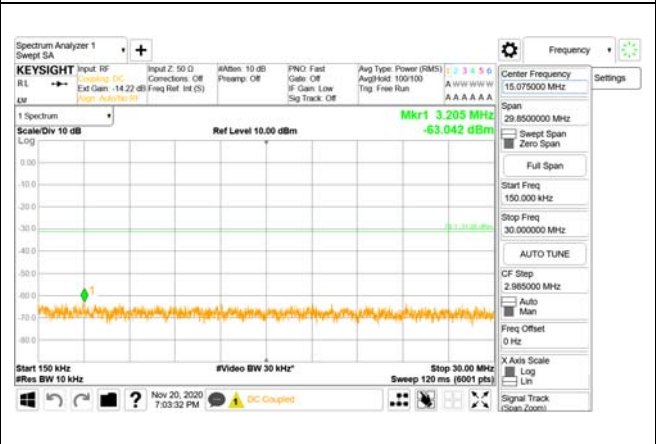 Spectrum Analyzer 1
Swept SA
Frequency
KEYSIGHT
RL
Input: RF
Coupling: DC
Ext Gain: -14.22 dB
Align: Auto/No RF
Input Z: 50 Ω
Corrections: Off
Freq Ref: Int (S)
#Atten: 10 dB
Preamp: Off
PNO: Fast
Gate: Off
IF Gain: Low
Sig Track: Off
Avg Type: Power (RMS)
Avg|Hold: 100/100
Trig: Free Run
1 2 3 4 5 6
A W W W W W
A A A A A A
1 Spectrum
Scale/Div 10 dB
Log
Ref Level 10.00 dBm
Mkr1 3.205 MHz
-63.042 dBm
0.00
-10.0
-20.0
-30.0
-40.0
-50.0
-60.0
-70.0
-80.0
1
Start 150 kHz
#Res BW 10 kHz
#Video BW 30 kHz*
Stop 30.00 MHz
Sweep 120 ms (6001 pts)
Nov 20, 2020
7:03:32 PM
1
DC Coupled
Center Frequency
15.075000 MHz
Settings
Span
29.8500000 MHz
Swept Span
Zero Span
Full Span
Start Freq
150.000 kHz
Stop Freq
30.000000 MHz
AUTO TUNE
CF Step
2.985000 MHz
Auto
Man
Freq Offset
0 Hz
X Axis Scale
Log
Lin
Signal Track
(Span Zoom)